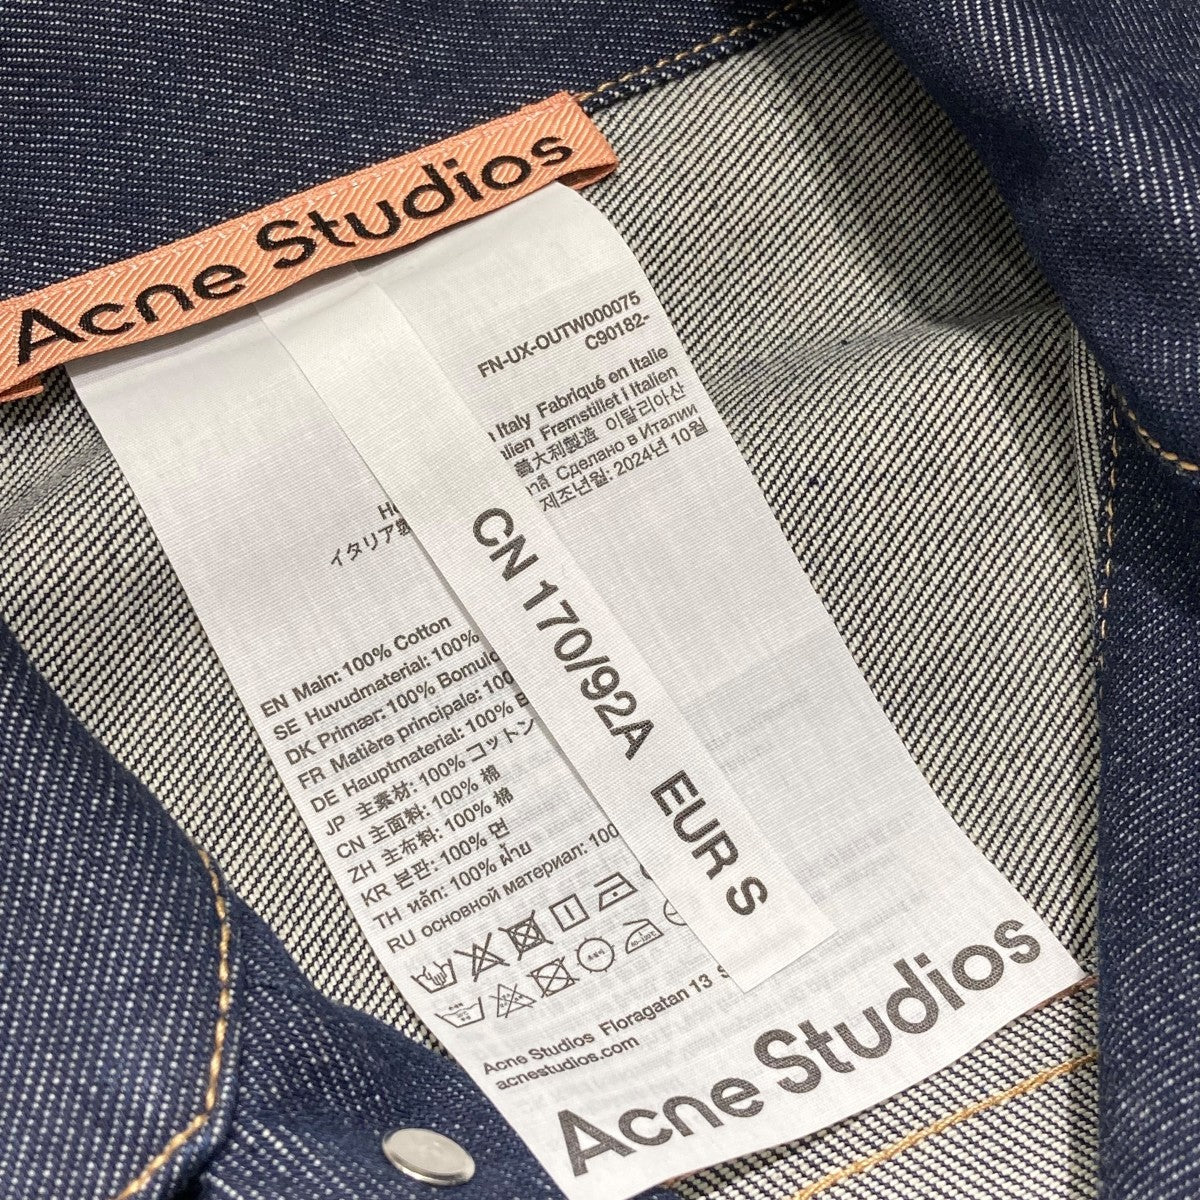 Acne Studios
FN-UX-OUTW000075
C90182-
Italy Fabriqué en Italie
Fremstillet I Italien
義大利製造 이탈리아산
Сделано в Италии
제조년월: 2024년 10월
イタリア製
CN 170/92A EUR S
EN Main: 100% Cotton
SE Huvudmaterial: 100%
DK Primær: 100% Bomuld
FR Matière principale: 100
DE Hauptmaterial: 100%
JP 主素材: 100% コットン
CN 主面料: 100% 棉
ZH 主布料: 100% 棉
KR 본판: 100% 면
TH หลัก: 100% ฝ้าย
RU основной материал: 100
Acne Studios Floragatan 13
acnestudios.com
Acne Studios